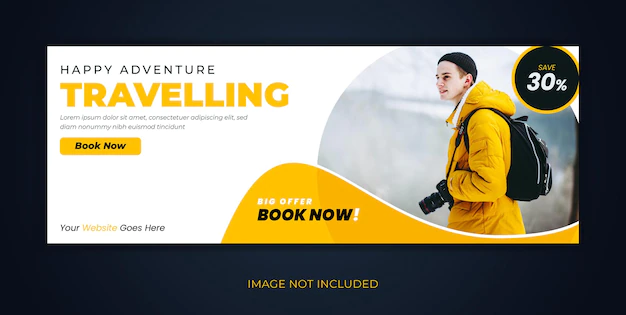 HAPPY ADVENTURE
TRAVELLING
Lorem ipsum dolor sit amet, consectetur adipiscing elit, sed
diam nonummy nibh euismod tincidunt
Book Now
SAVE
30%
BIG OFFER
BOOK NOW!
Your Website Goes Here
IMAGE NOT INCLUDED